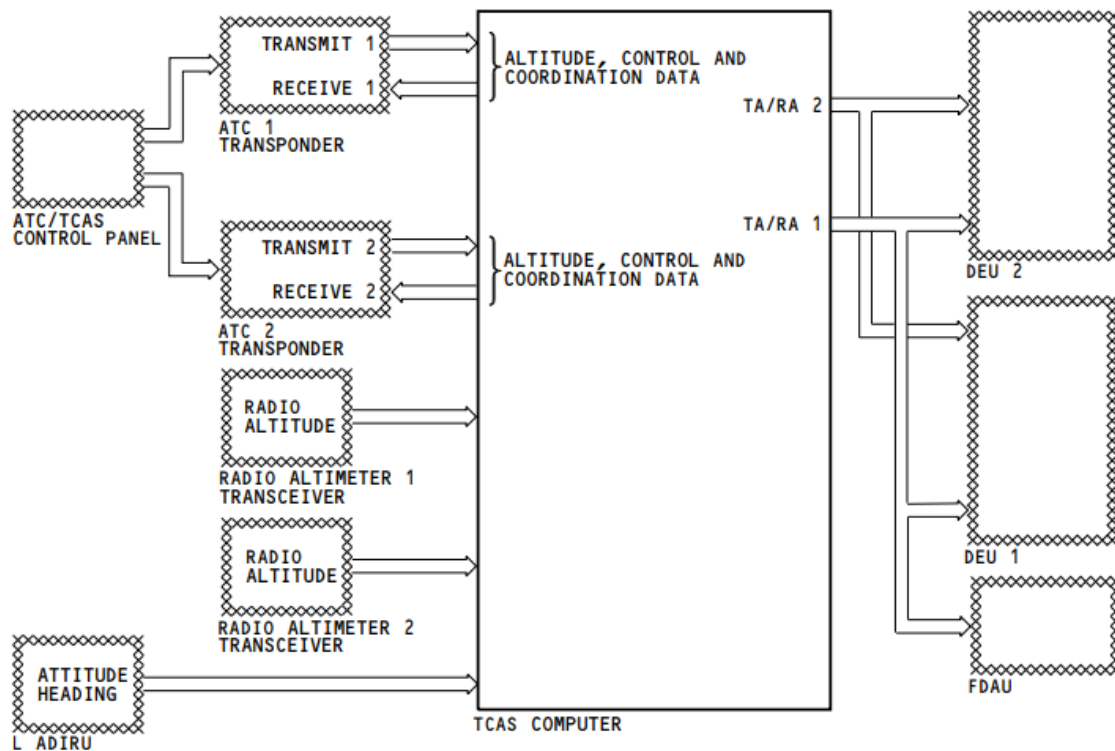 TRANSMIT 1
RECEIVE 1
ATC 1
TRANSPONDER
ALTITUDE, CONTROL AND
COORDINATION DATA
ATC/TCAS
CONTROL PANEL
TRANSMIT 2
RECEIVE 2
ATC 2
TRANSPONDER
ALTITUDE, CONTROL AND
COORDINATION DATA
RADIO
ALTITUDE
RADIO ALTIMETER 1
TRANSCEIVER
RADIO
ALTITUDE
RADIO ALTIMETER 2
TRANSCEIVER
ATTITUDE
HEADING
L ADIRU
TCAS COMPUTER
TA/RA 2
TA/RA 1
DEU 2
DEU 1
FDAU